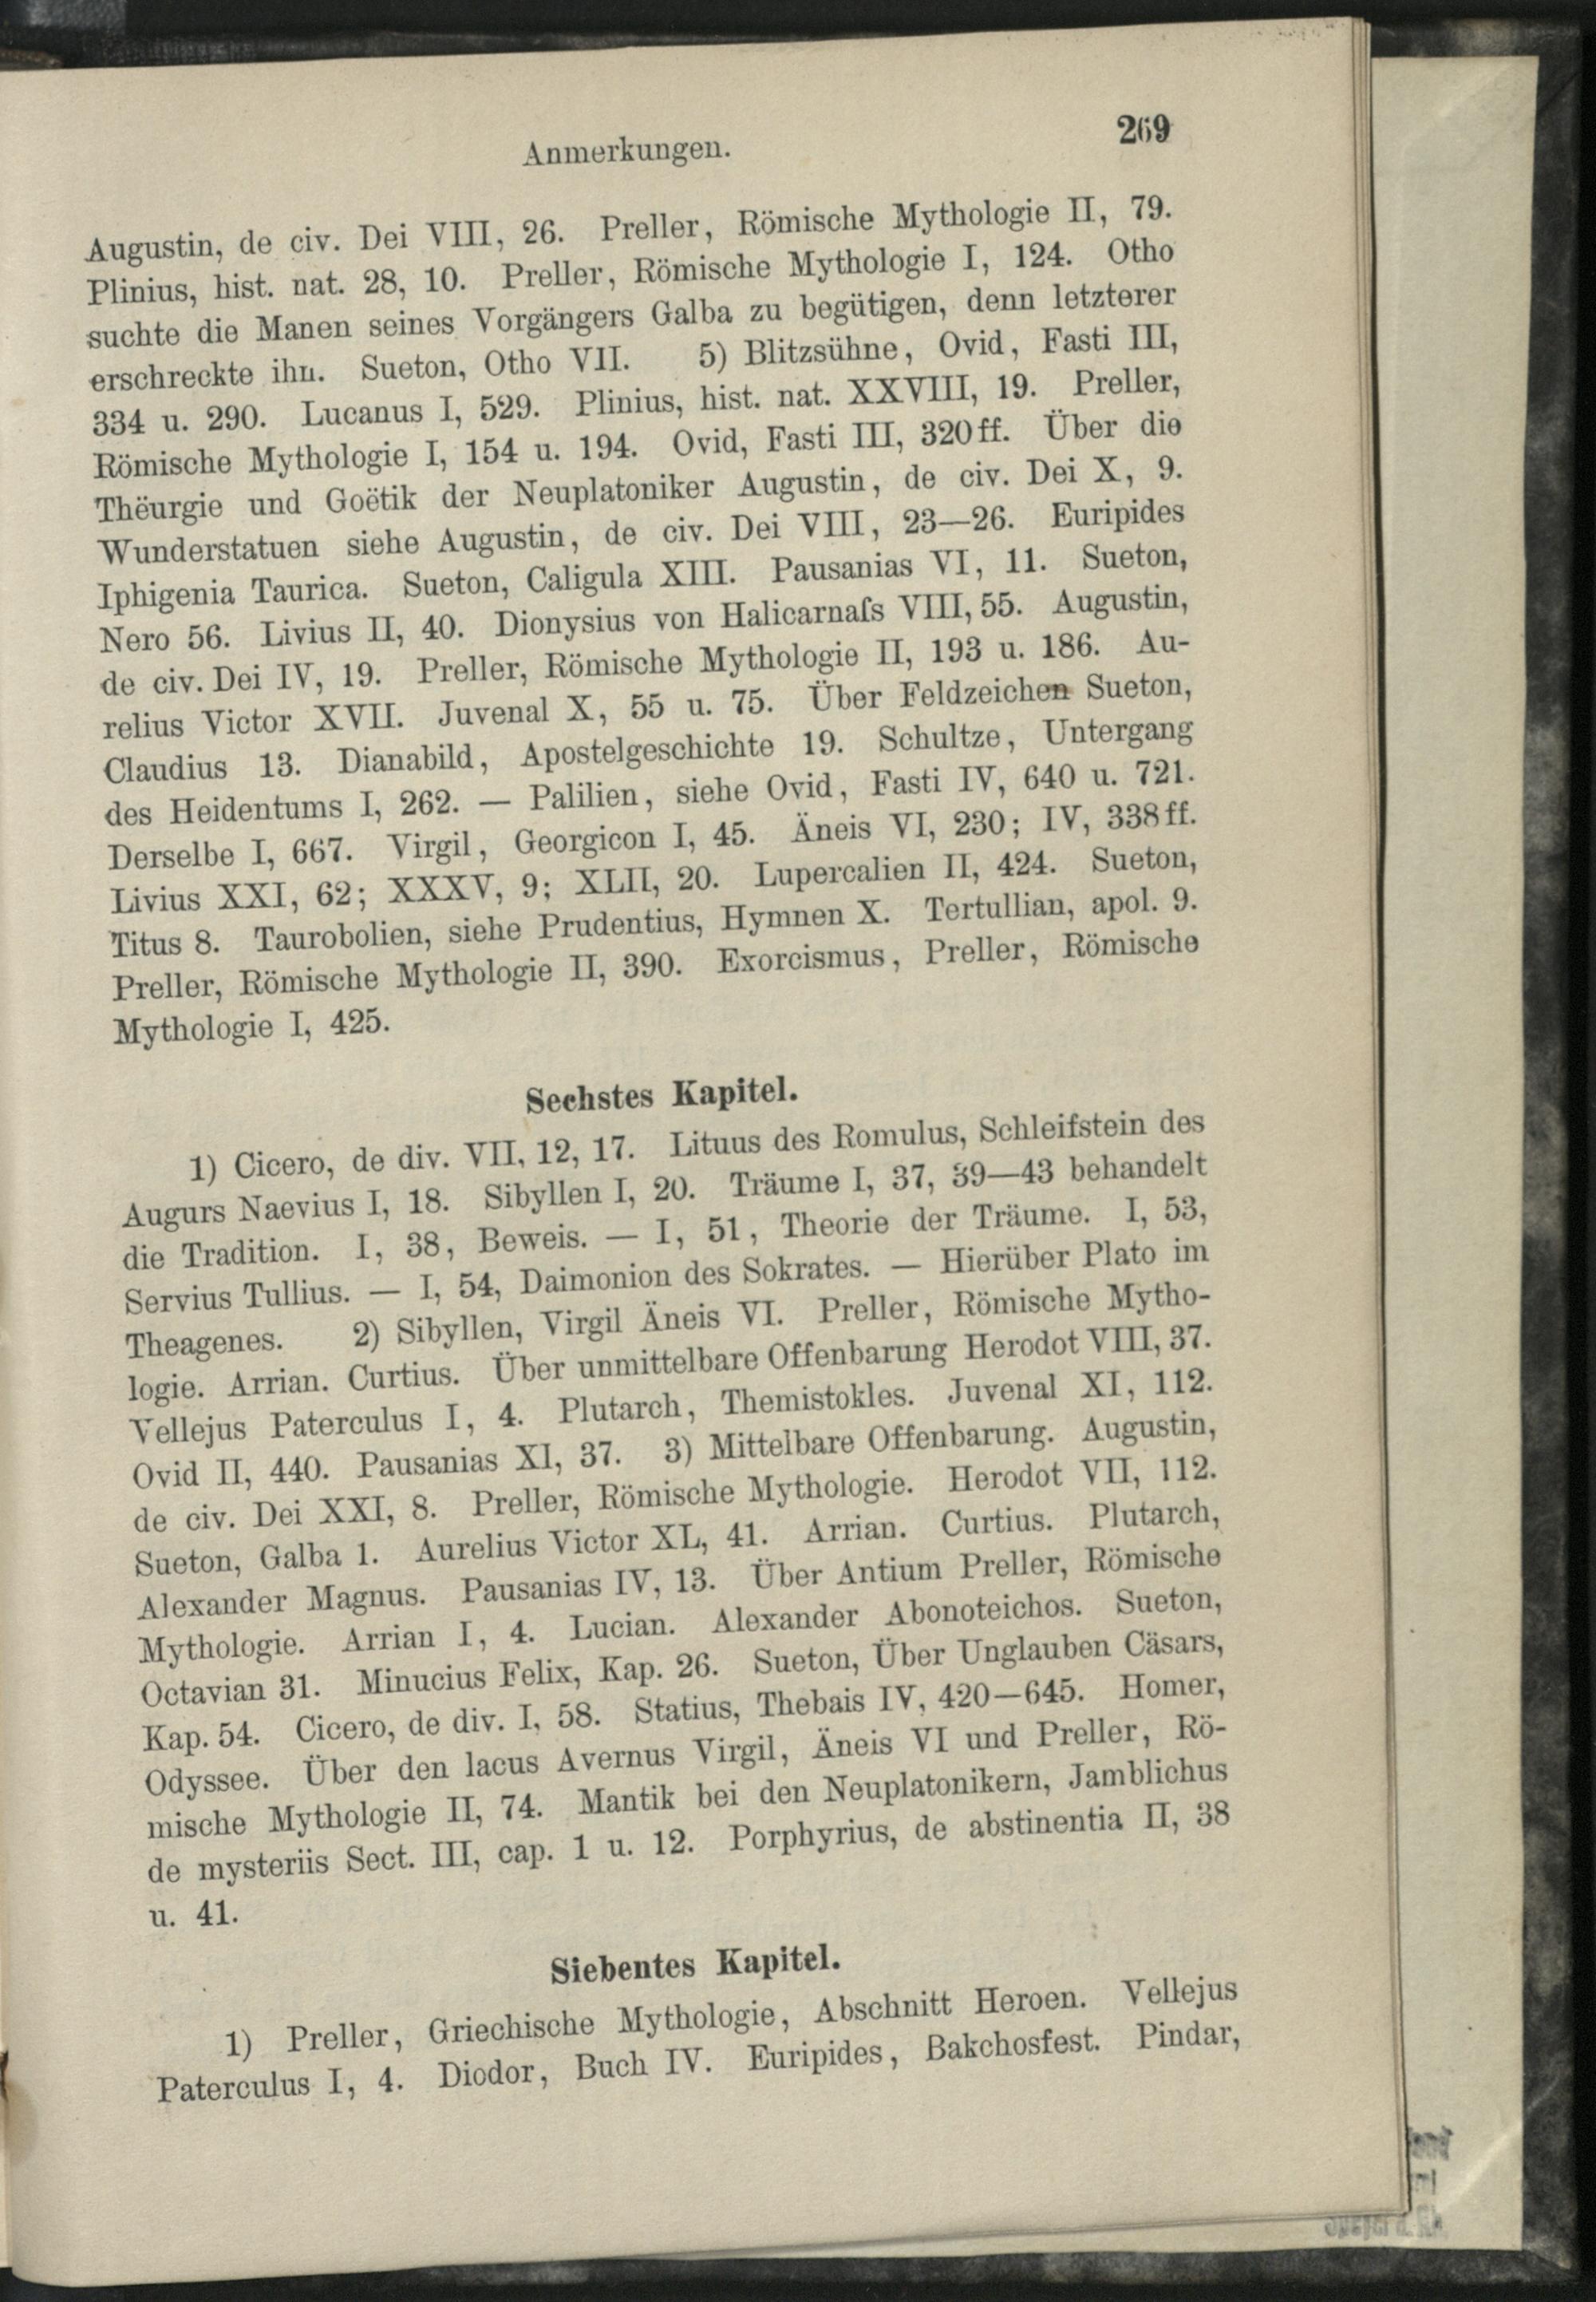 Anmerkungen. 269
Augustin, de civ. Dei VIII, 26. Preller, Römische Mythologie II, 79.
Plinius, hist. nat. 28, 10. Preller, Römische Mythologie I, 124. Otho
suchte die Manen seines Vorgängers Galba zu begütigen, denn letzterer
erschreckte ihn. Sueton, Otho VII. 5) Blitzsühne, Ovid, Fasti III,
334 u. 290. Lucanus I, 529. Plinius, hist. nat. XXVIII, 19. Preller,
Römische Mythologie I, 154 u. 194. Ovid, Fasti III, 320 ff. Über die
Thëurgie und Goëtik der Neuplatoniker Augustin, de civ. Dei X, 9.
Wunderstatuen siehe Augustin, de civ. Dei VIII, 23—26. Euripides
Iphigenia Taurica. Sueton, Caligula XIII. Pausanias VI, 11. Sueton,
Nero 56. Livius II, 40. Dionysius von Halicarnaſs VIII, 55. Augustin,
de civ. Dei IV, 19. Preller, Römische Mythologie II, 193 u. 186. Au-
relius Victor XVII. Juvenal X, 55 u. 75. Über Feldzeichen Sueton,
Claudius 13. Dianabild, Apostelgeschichte 19. Schultze, Untergang
des Heidentums I, 262. — Palilien, siehe Ovid, Fasti IV, 640 u. 721.
Derselbe I, 667. Virgil, Georgicon I, 45. Äneis VI, 230; IV, 338 ff.
Livius XXI, 62; XXXV, 9; XLII, 20. Lupercalien II, 424. Sueton,
Titus 8. Taurobolien, siehe Prudentius, Hymnen X. Tertullian, apol. 9.
Preller, Römische Mythologie II, 390. Exorcismus, Preller, Römische
Mythologie I, 425.
Sechstes Kapitel.
1) Cicero, de div. VII, 12, 17. Lituus des Romulus, Schleifstein des
Augurs Naevius I, 18. Sibyllen I, 20. Träume I, 37, 39—43 behandelt
die Tradition. I, 38, Beweis. — I, 51, Theorie der Träume. I, 53,
Servius Tullius. — I, 54, Daimonion des Sokrates. — Hierüber Plato im
Theagenes. 2) Sibyllen, Virgil Äneis VI. Preller, Römische Mytho-
logie. Arrian. Curtius. Über unmittelbare Offenbarung Herodot VIII, 37.
Vellejus Paterculus I, 4. Plutarch, Themistokles. Juvenal XI, 112.
Ovid II, 440. Pausanias XI, 37. 3) Mittelbare Offenbarung. Augustin,
de civ. Dei XXI, 8. Preller, Römische Mythologie. Herodot VII, 112.
Sueton, Galba 1. Aurelius Victor XL, 41. Arrian. Curtius. Plutarch,
Alexander Magnus. Pausanias IV, 13. Über Antium Preller, Römische
Mythologie. Arrian I, 4. Lucian. Alexander Abonoteichos. Sueton,
Octavian 31. Minucius Felix, Kap. 26. Sueton, Über Unglauben Cäsars,
Kap. 54. Cicero, de div. I, 58. Statius, Thebais IV, 420—645. Homer,
Odyssee. Über den lacus Avernus Virgil, Äneis VI und Preller, Rö-
mische Mythologie II, 74. Mantik bei den Neuplatonikern, Jamblichus
de mysteriis Sect. III, cap. 1 u. 12. Porphyrius, de abstinentia II, 38
u. 41.
Siebentes Kapitel.
1) Preller, Griechische Mythologie, Abschnitt Heroen. Vellejus
Paterculus I, 4. Diodor, Buch IV. Euripides, Bakchosfest. Pindar,